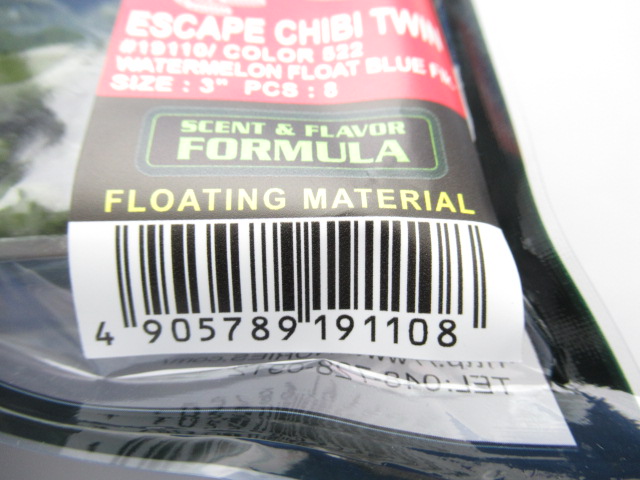 ESCAPE CHIBI TWIN
#19110/ COLOR 522
WATERMELON FLOAT BLUE
SIZE : 3" PCS : 8
SCENT & FLAVOR
FORMULA
FLOATING MATERIAL
4 905789 191108